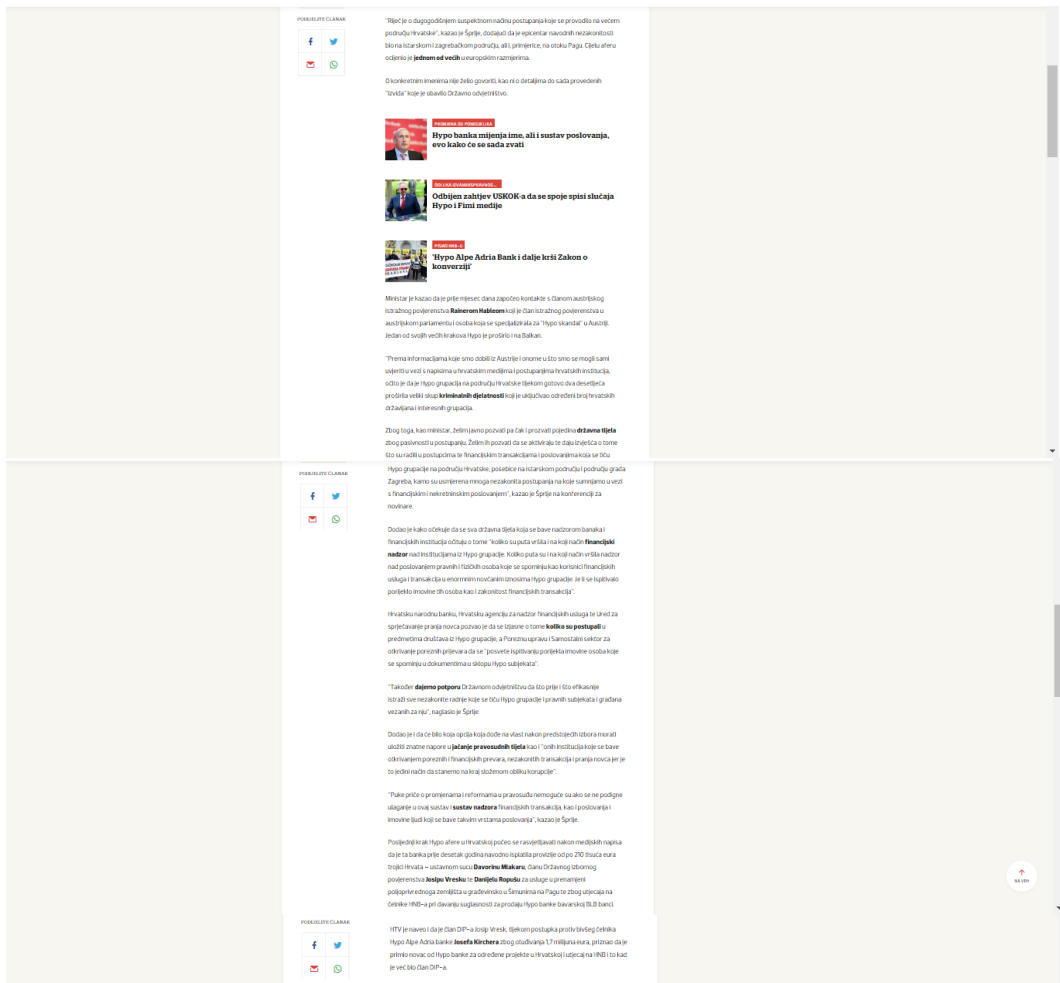 PODIJELITE ČLANAK
"Riječ je o dugogodišnjem suspektnom načinu postupanja koje se provodilo na većem
području Hrvatske", kazao je Šprlje, dodajući da je epicentar navodnih nezakonitosti
bio na istarskom i zagrebačkom području, ali i, primjerice, na otoku Pagu. Cijelu aferu
ocijenio je jednom od većih u europskim razmjerima.
O konkretnim imenima nije želio govoriti, kao ni o detaljima do sada provedenih
"izvida" koje je obavilo Državno odvjetništvo.
PROMJENA OD PONEDJELJKA
Hypo banka mijenja ime, ali i sustav poslovanja,
evo kako će se sada zvati
Odbijen zahtjev USKOK-a da se spoje spisi slučaja
Hypo i Fimi medije
PISMO HNB-U
'Hypo Alpe Adria Bank i dalje krši Zakon o
konverziji'
Ministar je kazao da je prije mjesec dana započeo kontakte s članom austrijskog
istražnog povjerenstva Rainerom Hableom koji je član istražnog povjerenstva u
austrijskom parlamentu i osoba koja se specijalizirala za "Hypo skandal" u Austriji.
Jedan od svojih većih krakova Hypo je proširio i na Balkan.
"Prema informacijama koje smo dobili iz Austrije i onome u što smo se mogli sami
uvjeriti u vezi s napisima u hrvatskim medijima i postupanjima hrvatskih institucija,
očito je da je Hypo grupacija na području Hrvatske tijekom gotovo dva desetljeća
proširila veliki skup kriminalnih djelatnosti koji je uključivao određeni broj hrvatskih
državljana i interesnih grupacija.
Zbog toga, kao ministar, želim javno pozvati pa čak i prozvati pojedina državna tijela
zbog pasivnosti u postupanju. Želim ih pozvati da se aktiviraju te daju izvješća o tome
što su radili u postupcima te financijskim transakcijama i poslovanjima koja se tiču
PODIJELITE ČLANAK
Hypo grupacije na području Hrvatske, posebice na istarskom području i području grada
Zagreba, kamo su usmjerena mnoga nezakonita postupanja na koje sumnjamo u vezi
s financijskim i nekretninskim poslovanjem", kazao je Šprlje na konferenciji za
novinare.
Dodao je kako očekuje da se sva državna tijela koja se bave nadzorom banaka i
financijskih institucija očituju o tome "koliko su puta vršila i na koji način financijski
nadzor nad institucijama iz Hypo grupacije. Koliko puta su i na koji način vršila nadzor
nad poslovanjem pravnih i fizičkih osoba koje se spominju kao korisnici financijskih
usluga i transakcija u enormnim novčanim iznosima Hypo grupacije. Je li se ispitivalo
porijeklo imovine tih osoba kao i zakonitost financijskih transakcija".
Hrvatsku narodnu banku, Hrvatsku agenciju za nadzor financijskih usluga te Ured za
sprječavanje pranja novca pozvao je da se izjasne o tome koliko su postupali u
predmetima društava iz Hypo grupacije, a Poreznu upravu i Samostalni sektor za
otkrivanje poreznih prijevara da se "posvete ispitivanju porijekla imovine osoba koje
se spominju u dokumentima u sklopu Hypo subjekata".
"Također dajemo potporu Državnom odvjetništvu da što prije i što efikasnije
istraži sve nezakonite radnje koje se tiču Hypo grupacije i pravnih subjekata i građana
vezanih za nju", naglasio je Šprlje.
Dodao je i da će bilo koja opcija koja dođe na vlast nakon predstojećih izbora morati
uložiti znatne napore u jačanje pravosudnih tijela kao i "onih institucija koje se bave
otkrivanjem poreznih i financijskih prevara, nezakonitih transakcija i pranja novca jer je
to jedini način da stanemo na kraj složenom obliku korupcije".
"Puke priče o promjenama i reformama u pravosuđu nemoguće su ako se ne podigne
ulaganje u ovaj sustav i sustav nadzora financijskih transakcija, kao i poslovanja i
imovine ljudi koji se bave takvim vrstama poslovanja", kazao je Šprlje.
Posljednji krak Hypo afere u Hrvatskoj počeo se rasvjetljavati nakon medijskih napisa
da je ta banka prije desetak godina navodno isplatila provizije od po 210 tisuća eura
trojici Hrvata – ustavnom sucu Davorinu Mlakaru, članu Državnog izbornog
povjerenstva Josipu Vresku te Danijelu Ropušu za usluge u prenamjeni
poljoprivrednoga zemljišta u građevinsko u Šimunima na Pagu te zbog utjecaja na
čelnike HNB-a pri davanju suglasnosti za prodaju Hypo banke bavarskoj BLB banci.
NA VRH
PODIJELITE ČLANAK
HTV je naveo i da je član DIP-a Josip Vresk, tijekom postupka protiv bivšeg čelnika
Hypo Alpe Adria banke Josefa Kirchera zbog otuđivanja 1,7 milijuna eura, priznao da je
primio novac od Hypo banke za određene projekte u Hrvatskoj i utjecaj na HNB i to kad
je već bio član DIP-a.